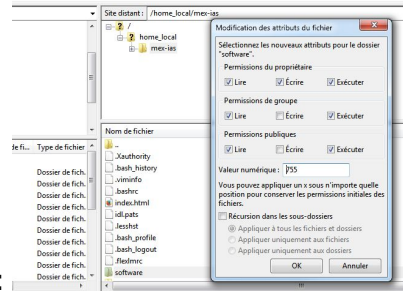 Site distant : /home_local/mex-ias
/
home_local
mex-ias
Nom de fichier
..
.Xauthority
.bash_history
.viminfo
.bashrc
index.html
idl.pats
.lesshst
.bash_profile
.bash_logout
.flexlmrc
software
de fi... Type de fichier
Dossier de fich.
Dossier de fich.
Dossier de fich.
Dossier de fich.
Dossier de fich.
Dossier de fich.
Dossier de fich.
Dossier de fich.
Dossier de fich.
Modification des attributs du fichier
Sélectionnez les nouveaux attributs pour le dossier
"software".
Permissions du propriétaire
Lire Écrire Exécuter
Permissions de groupe
Lire Écrire Exécuter
Permissions publiques
Lire Écrire Exécuter
Valeur numérique : 755
Vous pouvez appliquer un x sous n'importe quelle
position pour conserver les permissions initiales des
fichiers.
Récursion dans les sous-dossiers
Appliquer à tous les fichiers et dossiers
Appliquer uniquement aux fichiers
Appliquer uniquement aux dossiers
OK Annuler